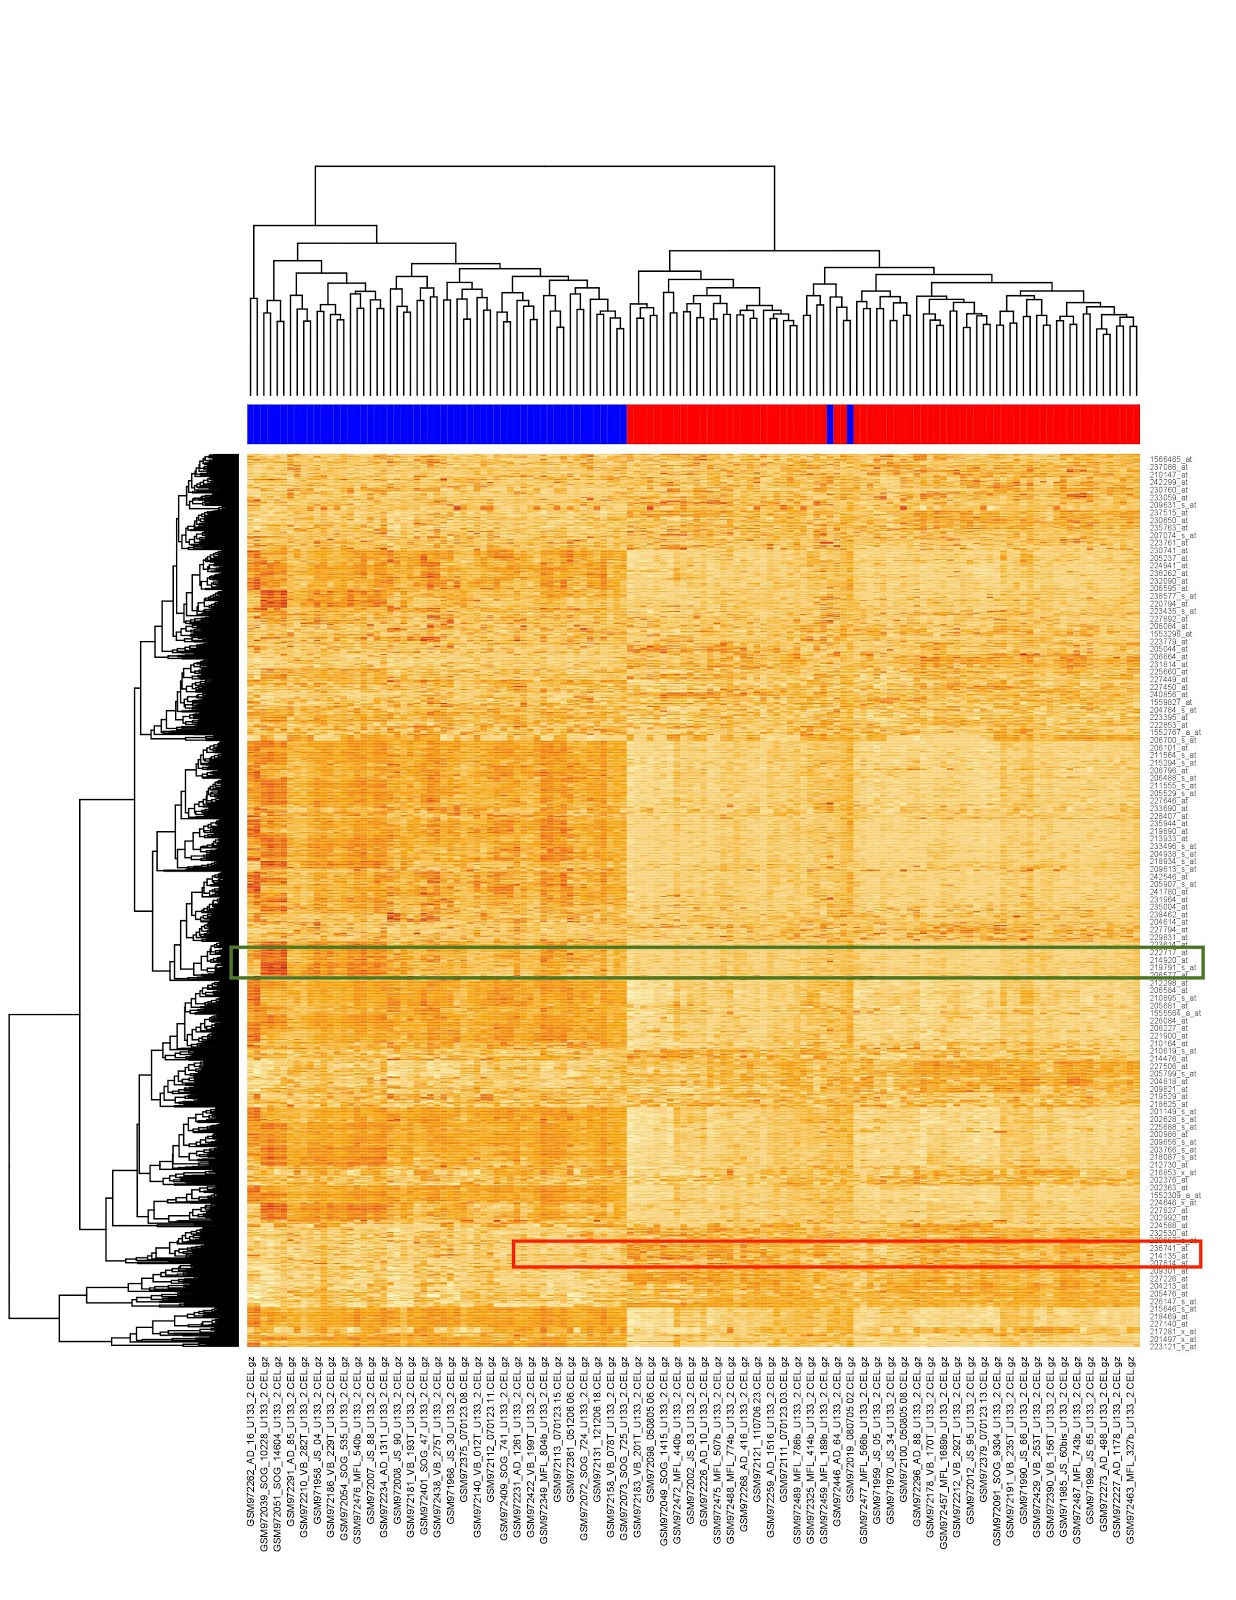 1566465_at
237086_at
210147_at
242299_at
230760_at
233059_at
209631_s_at
237515_at
230650_at
235763_at
207074_s_at
223761_at
230741_at
205237_at
224941_at
236262_at
232090_at
206595_at
238577_s_at
220794_at
223435_s_at
227892_at
206084_at
1553296_at
223779_at
205044_at
206664_at
231814_at
225660_at
227449_at
227450_at
240856_at
1559827_at
204784_s_at
223395_at
222853_at
1552767_a_at
206700_s_at
206101_at
211564_s_at
215294_s_at
206796_at
206488_s_at
211555_s_at
205529_s_at
227646_at
233690_at
228407_at
235944_at
219890_at
213933_at
233496_s_at
204938_s_at
218934_s_at
209613_s_at
242546_at
205907_s_at
241780_at
231964_at
235004_at
238462_at
204614_at
227794_at
229831_at
222717_at
214920_at
219791_s_at
212298_at
206584_at
210895_s_at
205681_at
1555564_a_at
226084_at
206227_at
221900_at
210164_at
210619_s_at
214476_at
227506_at
205799_s_at
204818_at
209821_at
219529_at
218625_at
201149_s_at
202628_s_at
225688_s_at
200986_at
209656_s_at
203766_s_at
218087_s_at
212730_at
216853_x_at
202376_at
202363_at
1552309_a_at
224646_x_at
227827_at
202992_at
224588_at
232530_at
236741_at
214135_at
207814_at
209301_at
227226_at
204213_at
205476_at
226147_s_at
215646_s_at
218469_at
227140_at
217281_x_at
201497_x_at
223121_s_at
GSM972262_AD_16_U133_2.CEL.gz
GSM972039_SOG_10228_U133_2.CEL.gz
GSM972051_SOG_14604_U133_2.CEL.gz
GSM972291_AD_85_U133_2.CEL.gz
GSM972210_VB_282T_U133_2.CEL.gz
GSM971958_JS_04_U133_2.CEL.gz
GSM972186_VB_229T_U133_2.CEL.gz
GSM972054_SOG_535_U133_2.CEL.gz
GSM972476_MFL_540b_U133_2.CEL.gz
GSM972007_JS_88_U133_2.CEL.gz
GSM972234_AD_1311_U133_2.CEL.gz
GSM972008_JS_90_U133_2.CEL.gz
GSM972181_VB_193T_U133_2.CEL.gz
GSM972401_SOG_47_U133_2.CEL.gz
GSM972438_VB_275T_U133_2.CEL.gz
GSM971968_JS_30_U133_2.CEL.gz
GSM972375_070123.08.CEL.gz
GSM972140_VB_012T_U133_2.CEL.gz
GSM972112_070123.11.CEL.gz
GSM972409_SOG_741_U133_2.CEL.gz
GSM972231_AD_1261_U133_2.CEL.gz
GSM972422_VB_199T_U133_2.CEL.gz
GSM972349_MFL_804b_U133_2.CEL.gz
GSM972113_070123.15.CEL.gz
GSM972381_051206.06.CEL.gz
GSM972072_SOG_724_U133_2.CEL.gz
GSM972131_121206.18.CEL.gz
GSM972158_VB_078T_U133_2.CEL.gz
GSM972073_SOG_725_U133_2.CEL.gz
GSM972183_VB_201T_U133_2.CEL.gz
GSM972098_050805.06.CEL.gz
GSM972049_SOG_1415_U133_2.CEL.gz
GSM972472_MFL_440b_U133_2.CEL.gz
GSM972002_JS_83_U133_2.CEL.gz
GSM972226_AD_10_U133_2.CEL.gz
GSM972475_MFL_507b_U133_2.CEL.gz
GSM972488_MFL_774b_U133_2.CEL.gz
GSM972268_AD_416_U133_2.CEL.gz
GSM972121_110706.23.CEL.gz
GSM972259_AD_1516_U133_2.CEL.gz
GSM972111_070123.03.CEL.gz
GSM972489_MFL_786b_U133_2.CEL.gz
GSM972325_MFL_414b_U133_2.CEL.gz
GSM972459_MFL_189b_U133_2.CEL.gz
GSM972446_AD_64_U133_2.CEL.gz
GSM972019_080705.02.CEL.gz
GSM972477_MFL_566b_U133_2.CEL.gz
GSM971959_JS_05_U133_2.CEL.gz
GSM971970_JS_34_U133_2.CEL.gz
GSM972100_050805.08.CEL.gz
GSM972296_AD_88_U133_2.CEL.gz
GSM972178_VB_170T_U133_2.CEL.gz
GSM972457_MFL_1689b_U133_2.CEL.gz
GSM972212_VB_292T_U133_2.CEL.gz
GSM972012_JS_95_U133_2.CEL.gz
GSM972379_070123.13.CEL.gz
GSM972091_SOG_9304_U133_2.CEL.gz
GSM972191_VB_235T_U133_2.CEL.gz
GSM971990_JS_66_U133_2.CEL.gz
GSM972430_VB_253T_U133_2.CEL.gz
GSM972390_VB_156T_U133_2.CEL.gz
GSM971985_JS_60bis_U133_2.CEL.gz
GSM972487_MFL_743b_U133_2.CEL.gz
GSM971989_JS_65_U133_2.CEL.gz
GSM972273_AD_498_U133_2.CEL.gz
GSM972227_AD_1178_U133_2.CEL.gz
GSM972463_MFL_327b_U133_2.CEL.gz